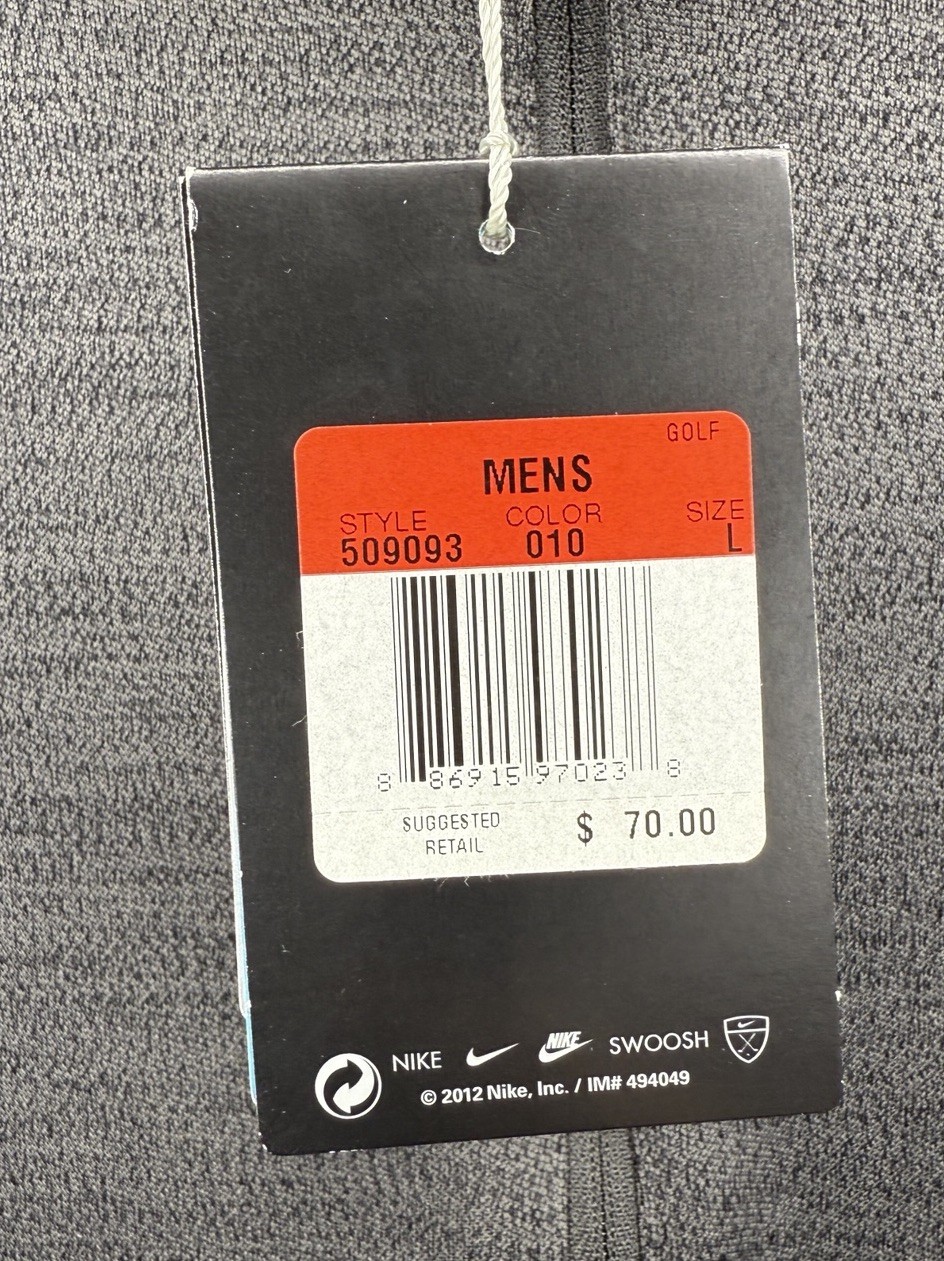 GOLF
MENS
STYLE COLOR SIZE
509093 010 L
8 86915 97023 8
SUGGESTED RETAIL $ 70.00
NIKE NIKE SWOOSH
© 2012 Nike, Inc. / IM# 494049